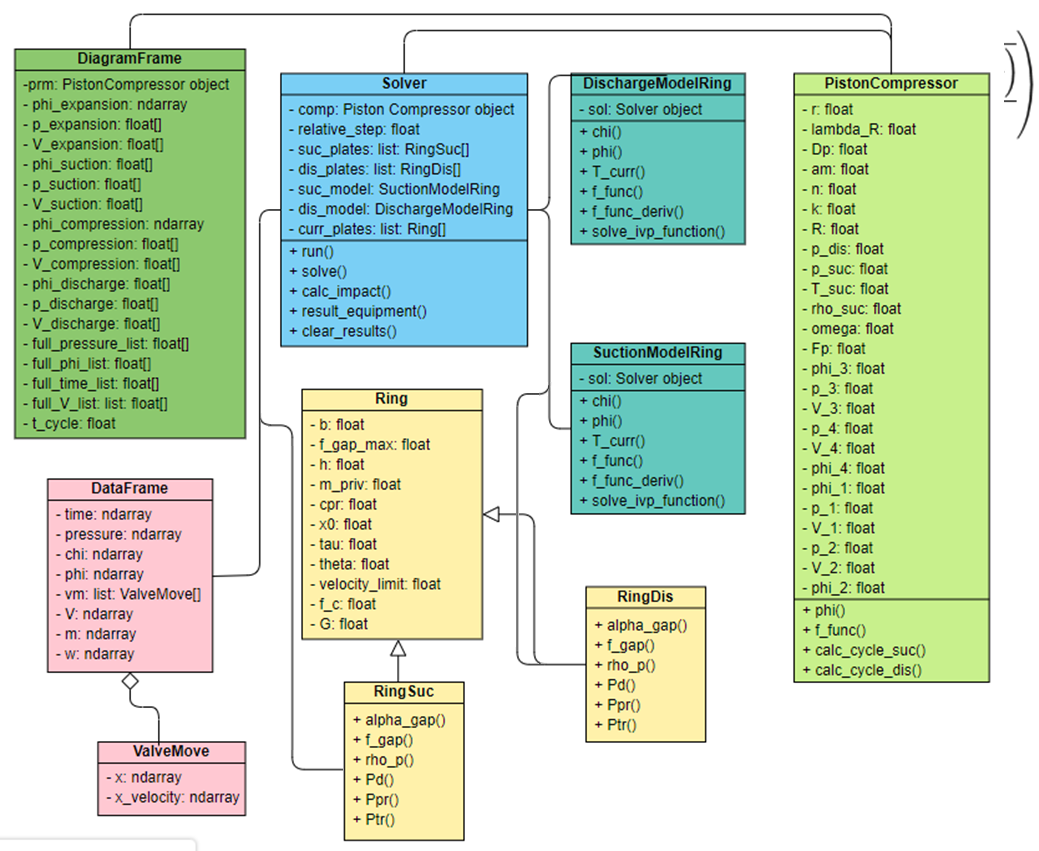 DiagramFrame
-prm: PistonCompressor object
- phi_expansion: ndarray
- p_expansion: float[]
- V_expansion: float[]
- phi_suction: float[]
- p_suction: float[]
- V_suction: float[]
- phi_compression: ndarray
- p_compression: float[]
- V_compression: float[]
- phi_discharge: float[]
- p_discharge: float[]
- V_discharge: float[]
- full_pressure_list: float[]
- full_phi_list: float[]
- full_time_list: float[]
- full_V_list: list: float[]
- t_cycle: float
Solver
- comp: Piston Compressor object
- relative_step: float
- suc_plates: list: RingSuc[]
- dis_plates: list: RingDis[]
- suc_model: SuctionModelRing
- dis_model: DischargeModelRing
- curr_plates: list: Ring[]
+ run()
+ solve()
+ calc_impact()
+ result_equipment()
+ clear_results()
DischargeModelRing
- sol: Solver object
+ chi()
+ phi()
+ T_curr()
+ f_func()
+ f_func_deriv()
+ solve_ivp_function()
PistonCompressor
- r: float
- lambda_R: float
- Dp: float
- am: float
- n: float
- k: float
- R: float
- p_dis: float
- p_suc: float
- T_suc: float
- rho_suc: float
- omega: float
- Fp: float
- phi_3: float
- p_3: float
- V_3: float
- p_4: float
- V_4: float
- phi_4: float
- phi_1: float
- p_1: float
- V_1: float
- p_2: float
- V_2: float
- phi_2: float
+ phi()
+ f_func()
+ calc_cycle_suc()
+ calc_cycle_dis()
))
SuctionModelRing
- sol: Solver object
+ chi()
+ phi()
+ T_curr()
+ f_func()
+ f_func_deriv()
+ solve_ivp_function()
Ring
- b: float
- f_gap_max: float
- h: float
- m_priv: float
- cpr: float
- x0: float
- tau: float
- theta: float
- velocity_limit: float
- f_c: float
- G: float
DataFrame
- time: ndarray
- pressure: ndarray
- chi: ndarray
- phi: ndarray
- vm: list: ValveMove[]
- V: ndarray
- m: ndarray
- w: ndarray
RingDis
+ alpha_gap()
+ f_gap()
+ rho_p()
+ Pd()
+ Ppr()
+ Ptr()
RingSuc
+ alpha_gap()
+ f_gap()
+ rho_p()
+ Pd()
+ Ppr()
+ Ptr()
ValveMove
- x: ndarray
- x_velocity: ndarray